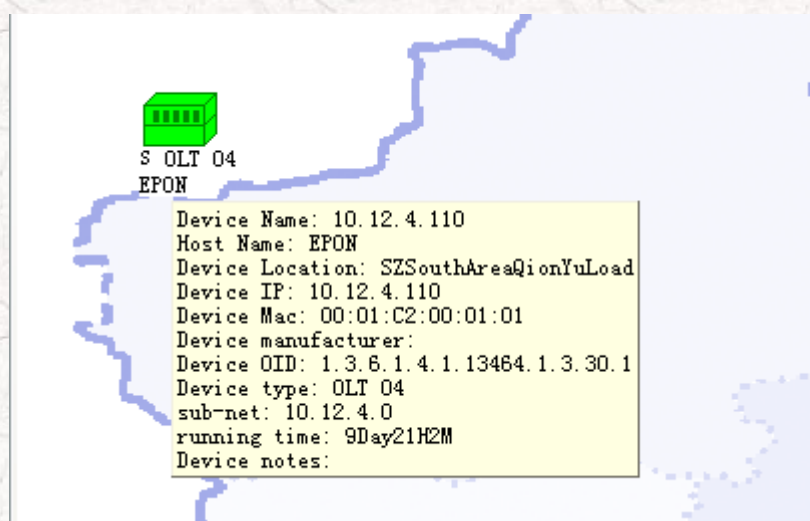 S OLT 04
EPON
Device Name: 10.12.4.110
Host Name: EPON
Device Location: SZSouthAreaQionYuLoad
Device IP: 10.12.4.110
Device Mac: 00:01:C2:00:01:01
Device manufacturer:
Device OID: 1.3.6.1.4.1.13464.1.3.30.1
Device type: OLT 04
sub-net: 10.12.4.0
running time: 9Day21H2M
Device notes: